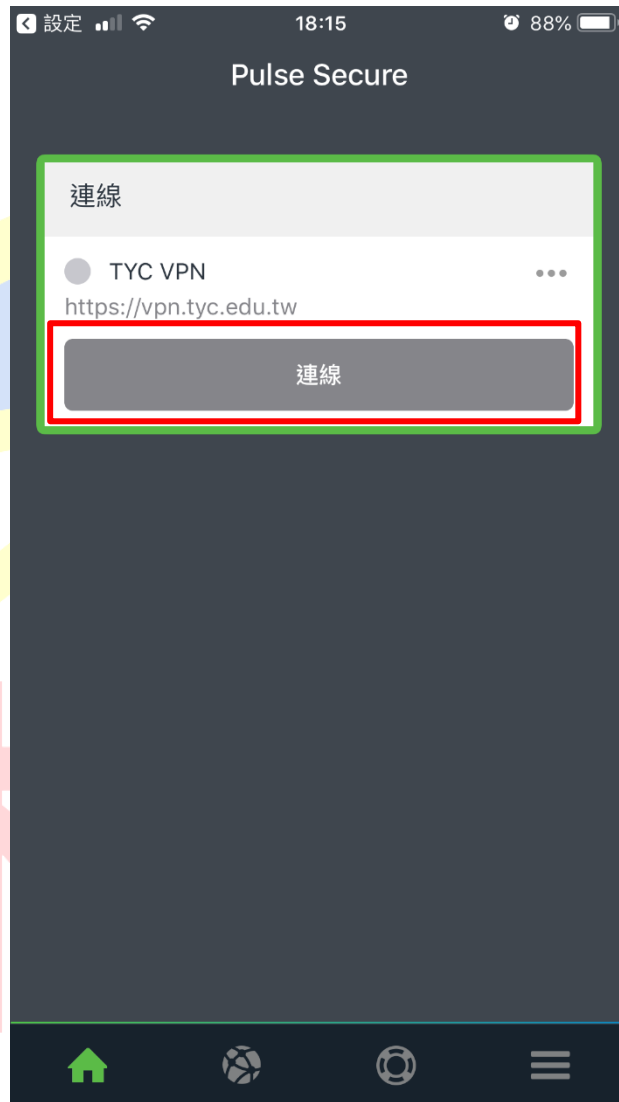 設定 18:15 88%
Pulse Secure
連線
TYC VPN
https://vpn.tyc.edu.tw
連線